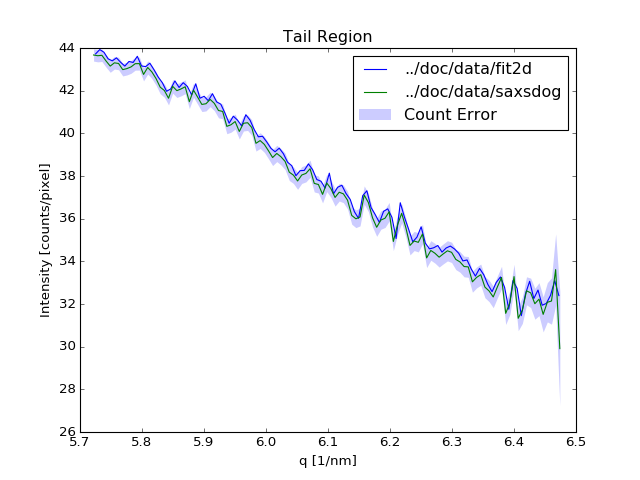 Tail Region
44
42
40
38
36
34
32
30
28
26
Intensity [counts/pixel]
../doc/data/fit2d
../doc/data/saxsdog
Count Error
5.7 5.8 5.9 6.0 6.1 6.2 6.3 6.4 6.5
q [1/nm]